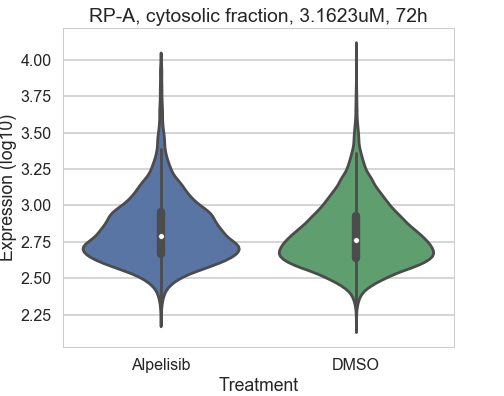 RP-A, cytosolic fraction, 3.1623uM, 72h
Expression (log10)
4.00
3.75
3.50
3.25
3.00
2.75
2.50
2.25
Alpelisib
DMSO
Treatment